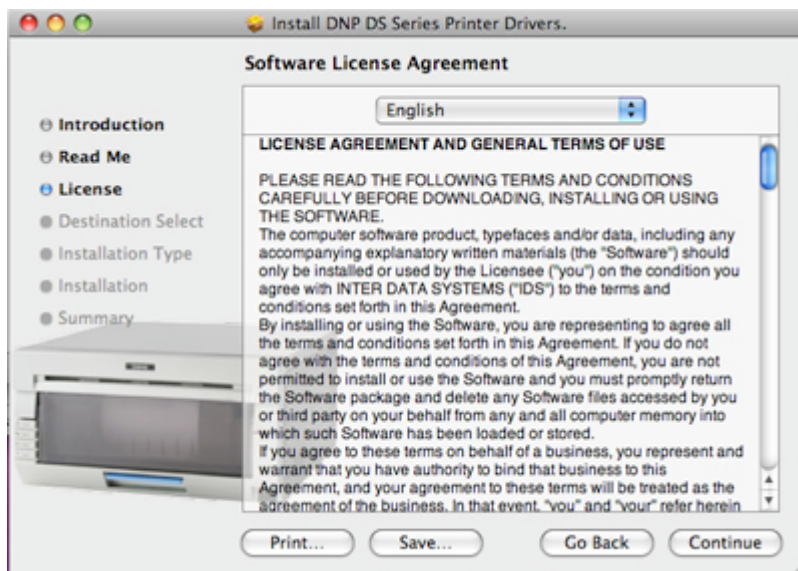 Install DNP DS Series Printer Drivers.
Software License Agreement
Introduction
Read Me
License
Destination Select
Installation Type
Installation
Summary
English
LICENSE AGREEMENT AND GENERAL TERMS OF USE
PLEASE READ THE FOLLOWING TERMS AND CONDITIONS
CAREFULLY BEFORE DOWNLOADING, INSTALLING OR USING
THE SOFTWARE.
The computer software product, typefaces and/or data, including any
accompanying explanatory written materials (the "Software") should
only be installed or used by the Licensee ("you") on the condition you
agree with INTER DATA SYSTEMS ("IDS") to the terms and
conditions set forth in this Agreement.
By installing or using the Software, you are representing to agree all
the terms and conditions set forth in this Agreement. If you do not
agree with the terms and conditions of this Agreement, you are not
permitted to install or use the Software and you must promptly return
the Software package and delete any Software files accessed by you
or third party on your behalf from any and all computer memory into
which such Software has been loaded or stored.
If you agree to these terms on behalf of a business, you represent and
warrant that you have authority to bind that business to this
Agreement, and your agreement to these terms will be treated as the
agreement of the business. In that event, "you" and "your" refer herein
Print...
Save...
Go Back
Continue